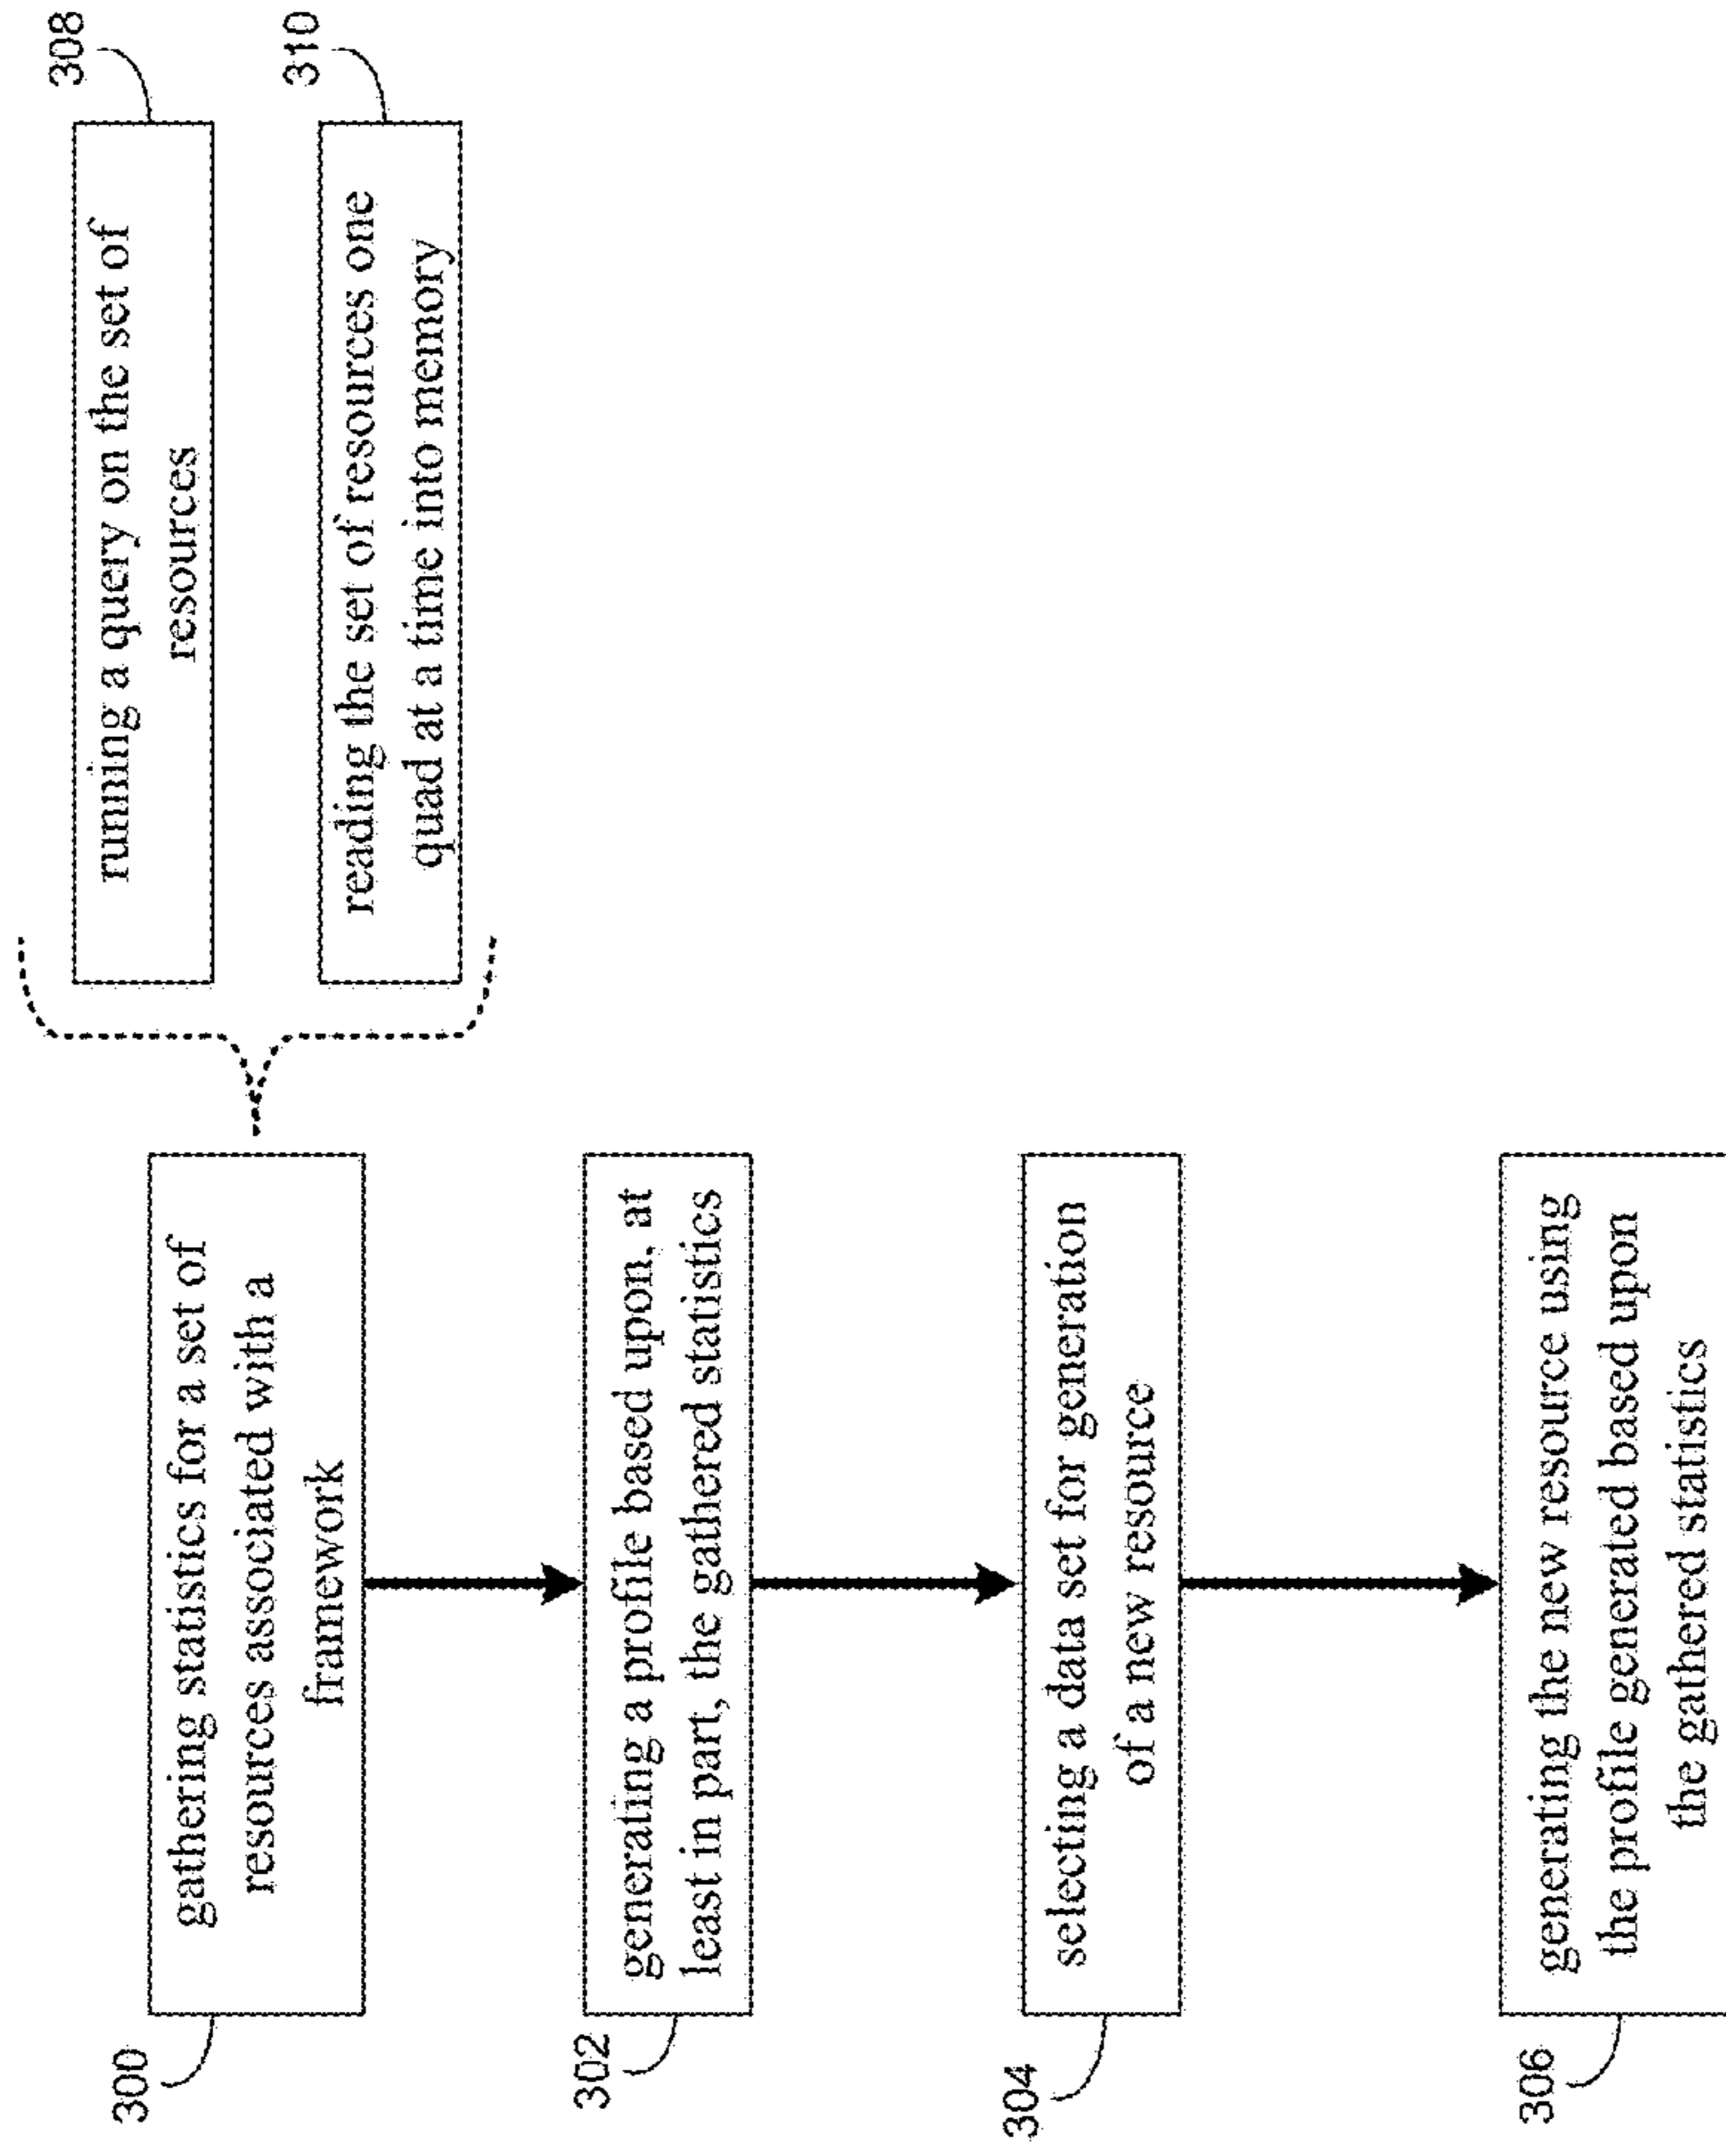 300
gathering statistics for a set of
resources associated with a
framework
308
running a query on the set of
resources
310
reading the set of resources one
quad at a time into memory
302
generating a profile based upon, at
least in part, the gathered statistics
304
selecting a data set for generation
of a new resource
306
generating the new resource using
the profile generated based upon
the gathered statistics